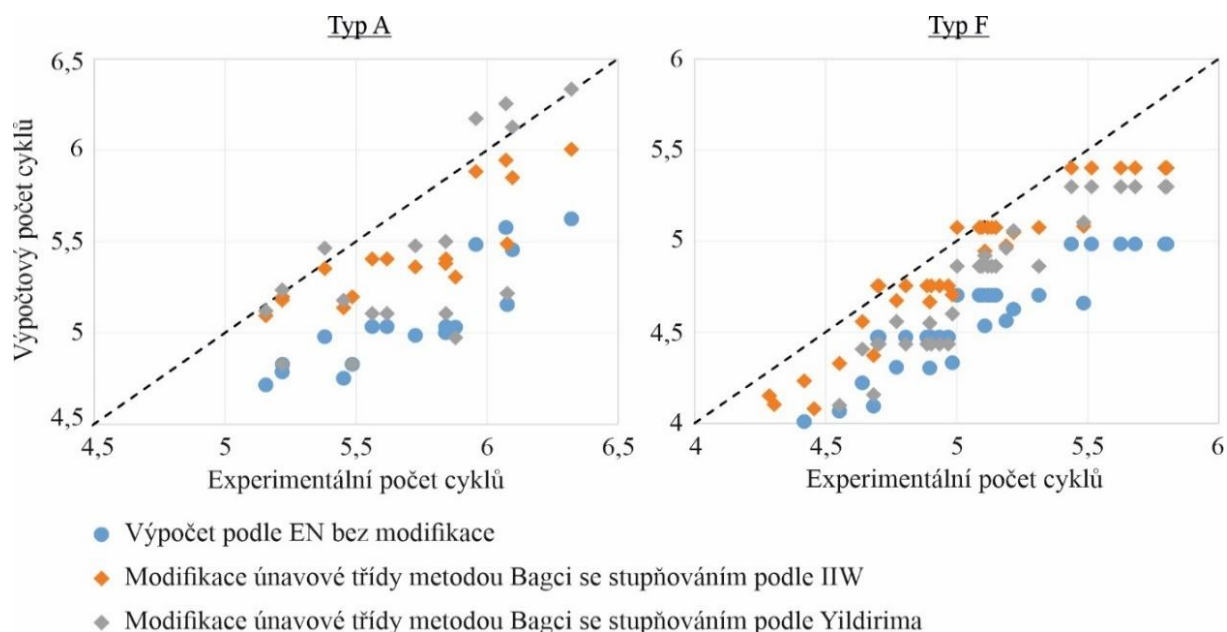 Typ A
6,5
6
5,5
5
4,5
4,5
5
5,5
6
6,5
Výpočtový počet cyklů
Experimentální počet cyklů
Typ F
6
5,5
5
4,5
4
4
4,5
5
5,5
6
Experimentální počet cyklů
Výpočet podle EN bez modifikace
Modifikace únavové třídy metodou Bagci se stupňováním podle IIW
Modifikace únavové třídy metodou Bagci se stupňováním podle Yildirima